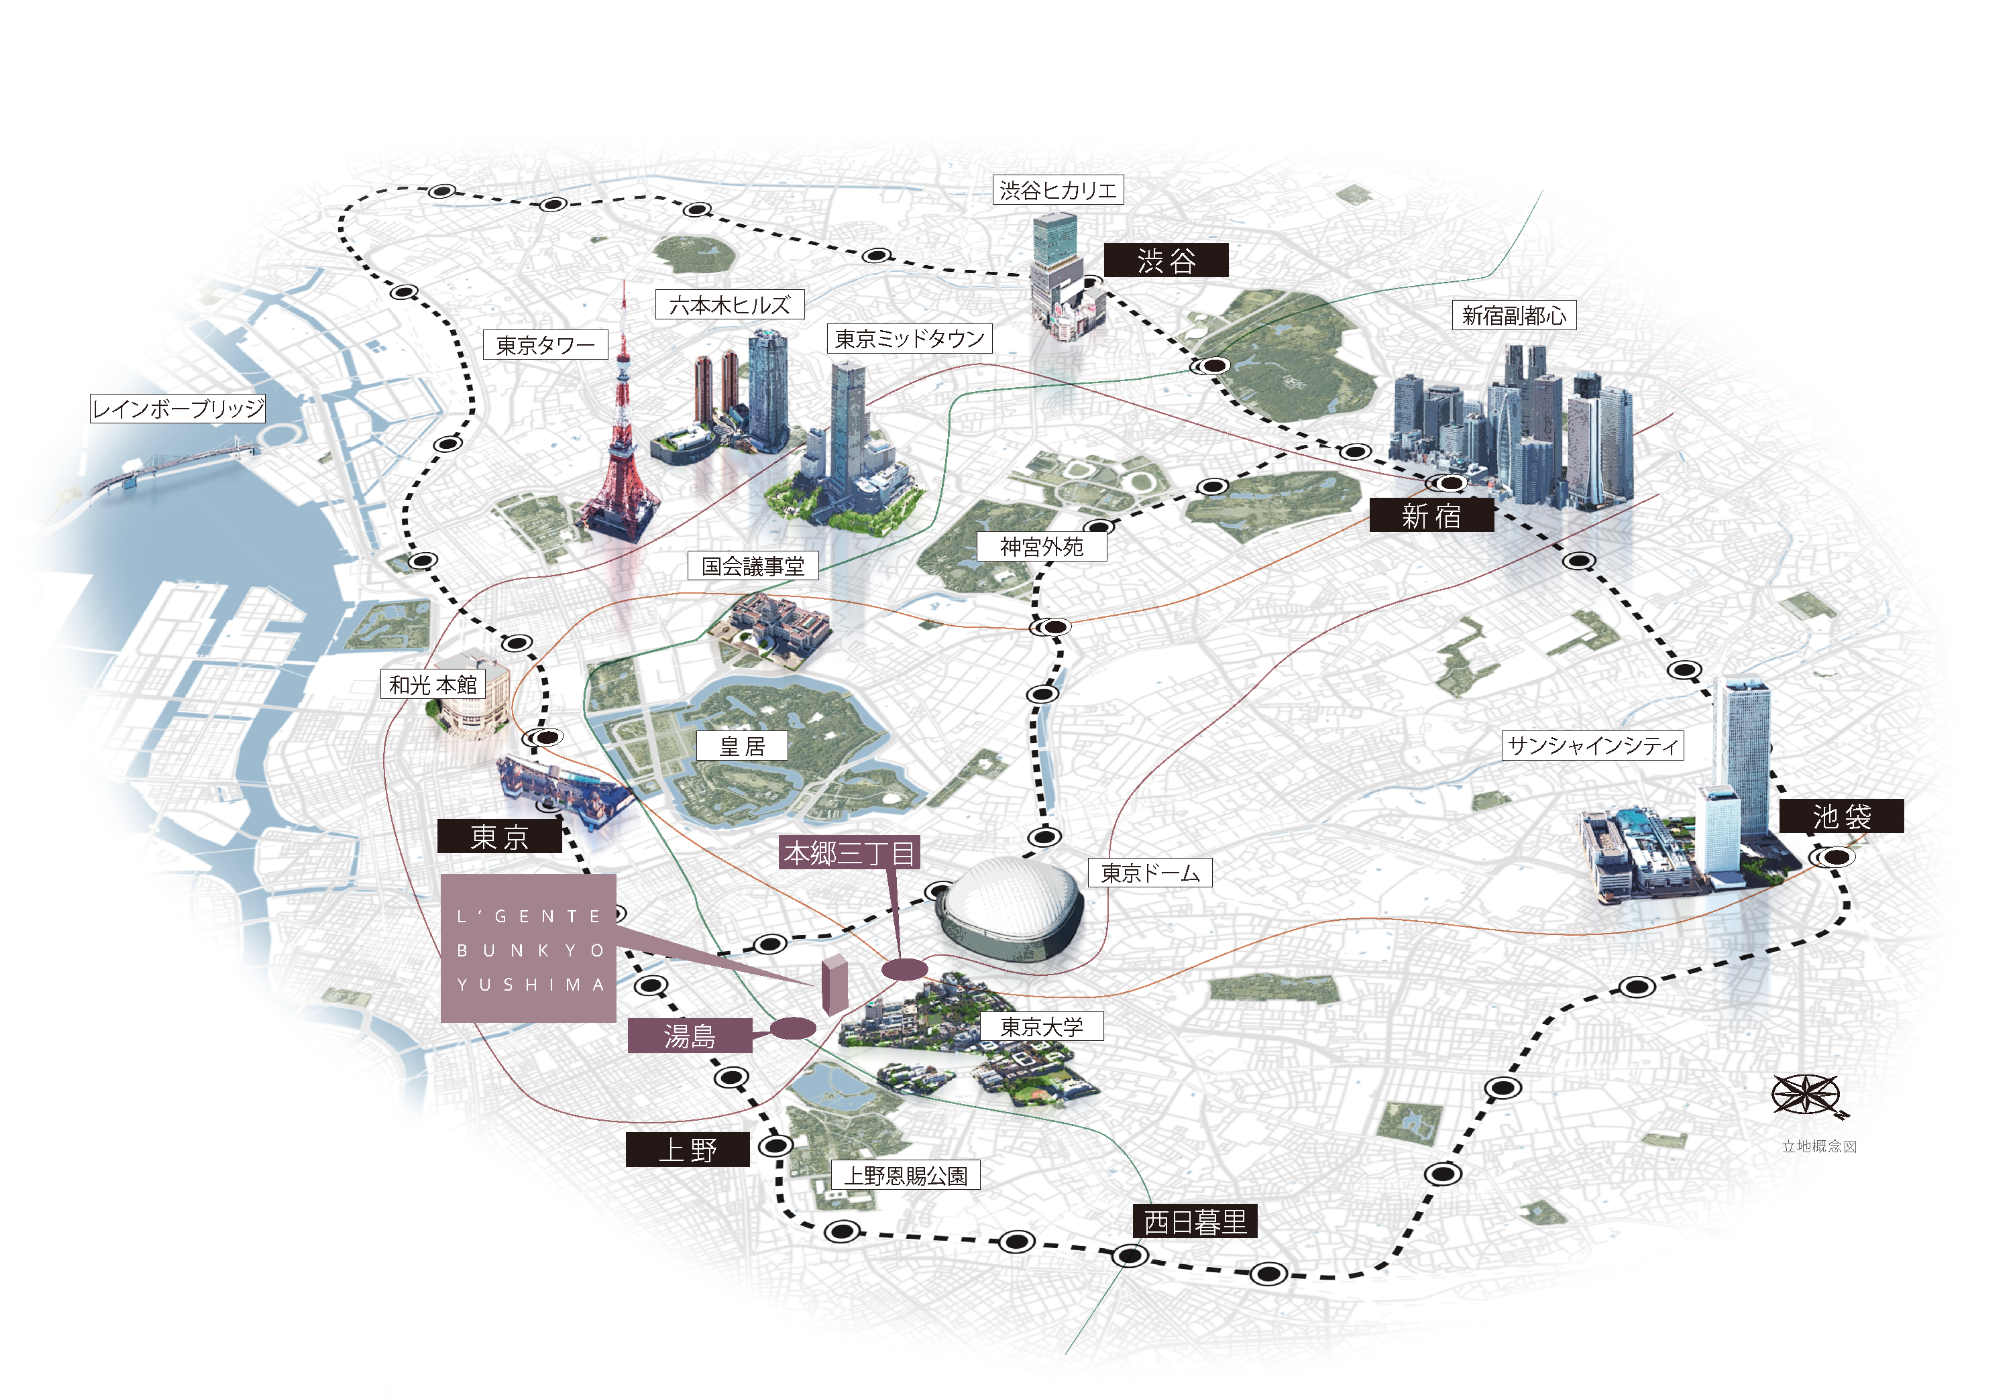 渋谷ヒカリエ
渋谷
六本木ヒルズ
新宿副都心
東京タワー
東京ミッドタウン
レインボーブリッジ
新宿
神宮外苑
国会議事堂
和光 本館
皇居
サンシャインシティ
池袋
東京
本郷三丁目
東京ドーム
L'GENTE
BUNKYO
YUSHIMA
湯島
東京大学
N
立地概念図
上野
上野恩賜公園
西日暮里